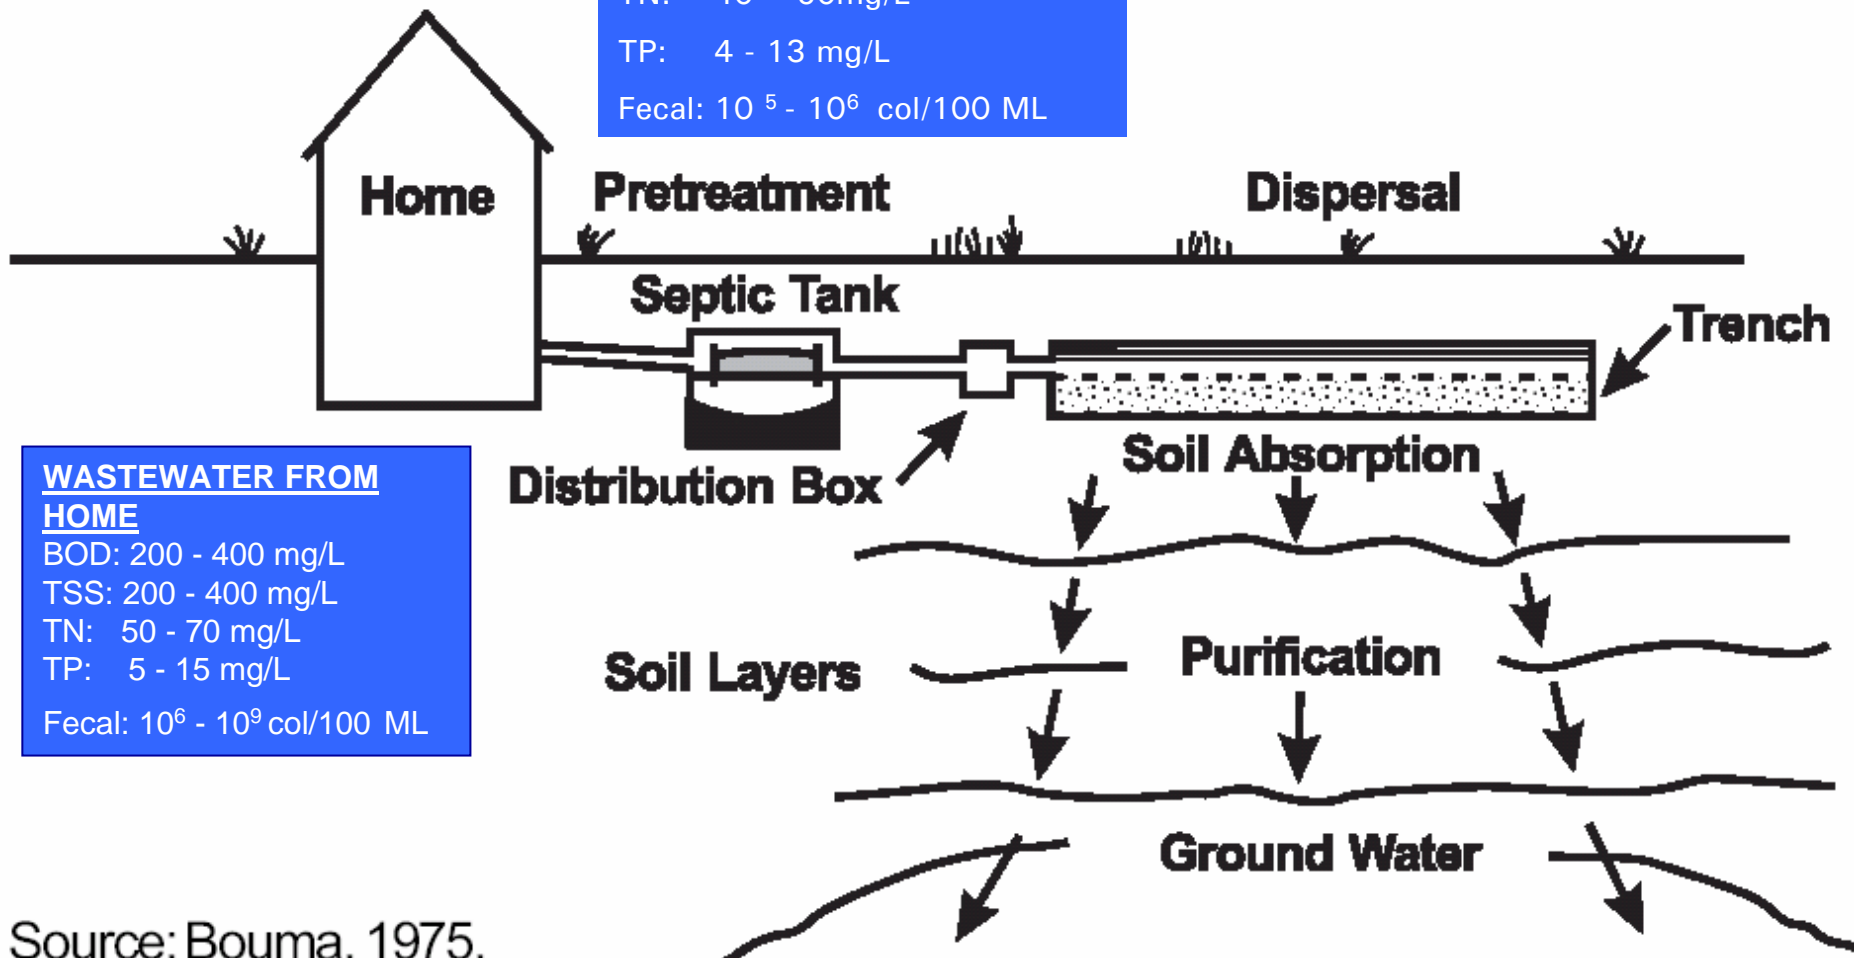 TP: 4 - 13 mg/L
Fecal: 10⁵ - 10⁶ col/100 ML
Home
Pretreatment
Dispersal
Septic Tank
Trench
Distribution Box
Soil Absorption
WASTEWATER FROM
HOME
BOD: 200 - 400 mg/L
TSS: 200 - 400 mg/L
TN: 50 - 70 mg/L
TP: 5 - 15 mg/L
Fecal: 10⁶ - 10⁹ col/100 ML
Soil Layers
Purification
Ground Water
Source: Bouma, 1975.